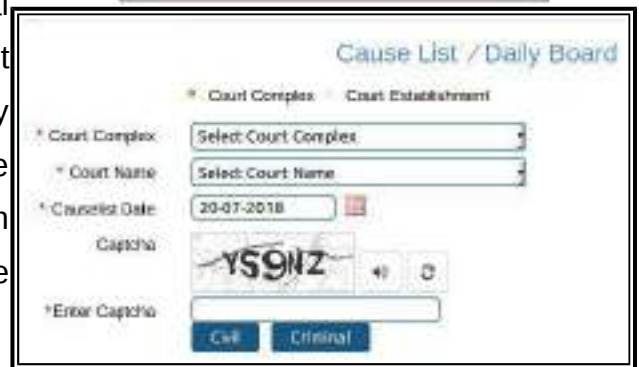 Cause List / Daily Board
* Court Complex Court Establishment
* Court Complex Select Court Complex
* Court Name Select Court Name
* Causelist Date 20-07-2018
Captcha YS9NZ
*Enter Captcha
Civil Criminal